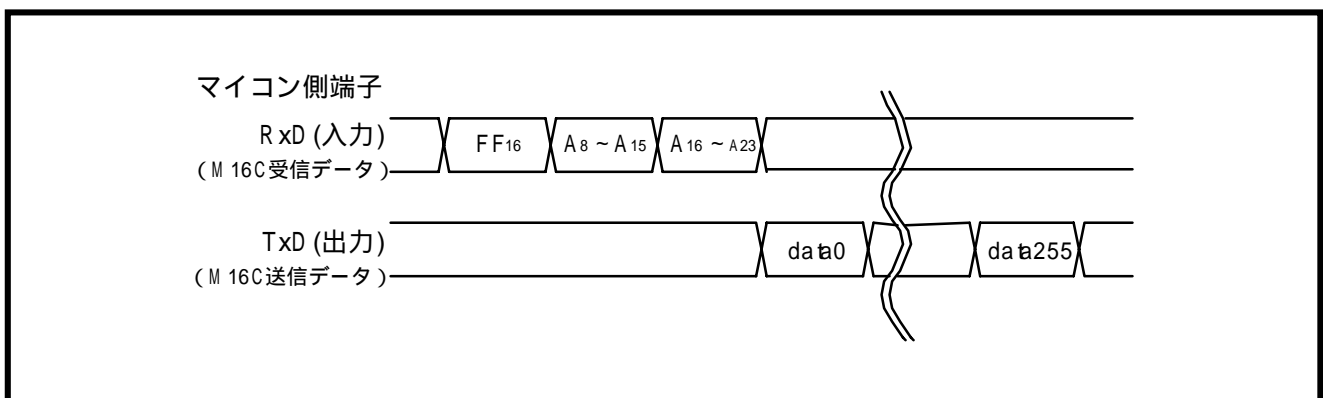 マイコン側端子
RxD (入力)
FF16
A8 ~ A15
A16 ~ A23
(M16C受信データ)
TxD (出力)
data0
data255
(M16C送信データ)